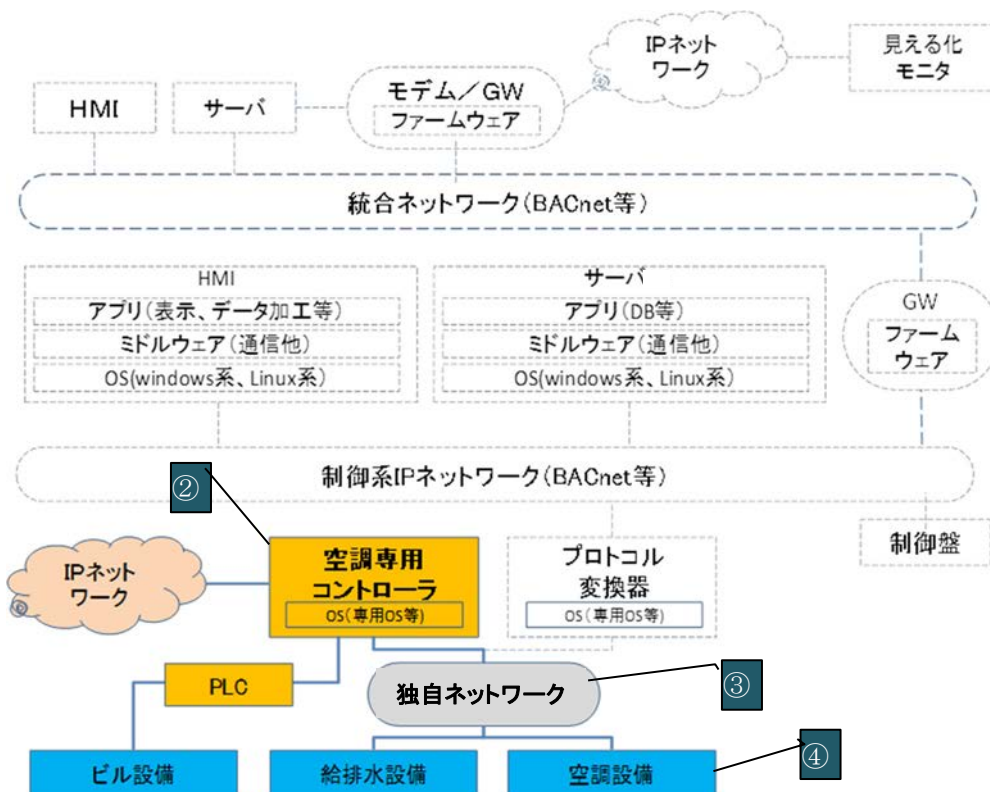 IPネット
ワーク
見える化
モニタ
モデム／GW
ファームウェア
HMI
サーバ
統合ネットワーク(BACnet等)
HMI
アプリ(表示、データ加工等)
ミドルウェア(通信他)
OS(windows系、Linux系)
サーバ
アプリ(DB等)
ミドルウェア(通信他)
OS(windows系、Linux系)
GW
ファーム
ウェア
制御系IPネットワーク(BACnet等)
②
IPネット
ワーク
空調専用
コントローラ
OS(専用OS等)
プロトコル
変換器
OS(専用OS等)
制御盤
PLC
独自ネットワーク
③
④
ビル設備
給排水設備
空調設備